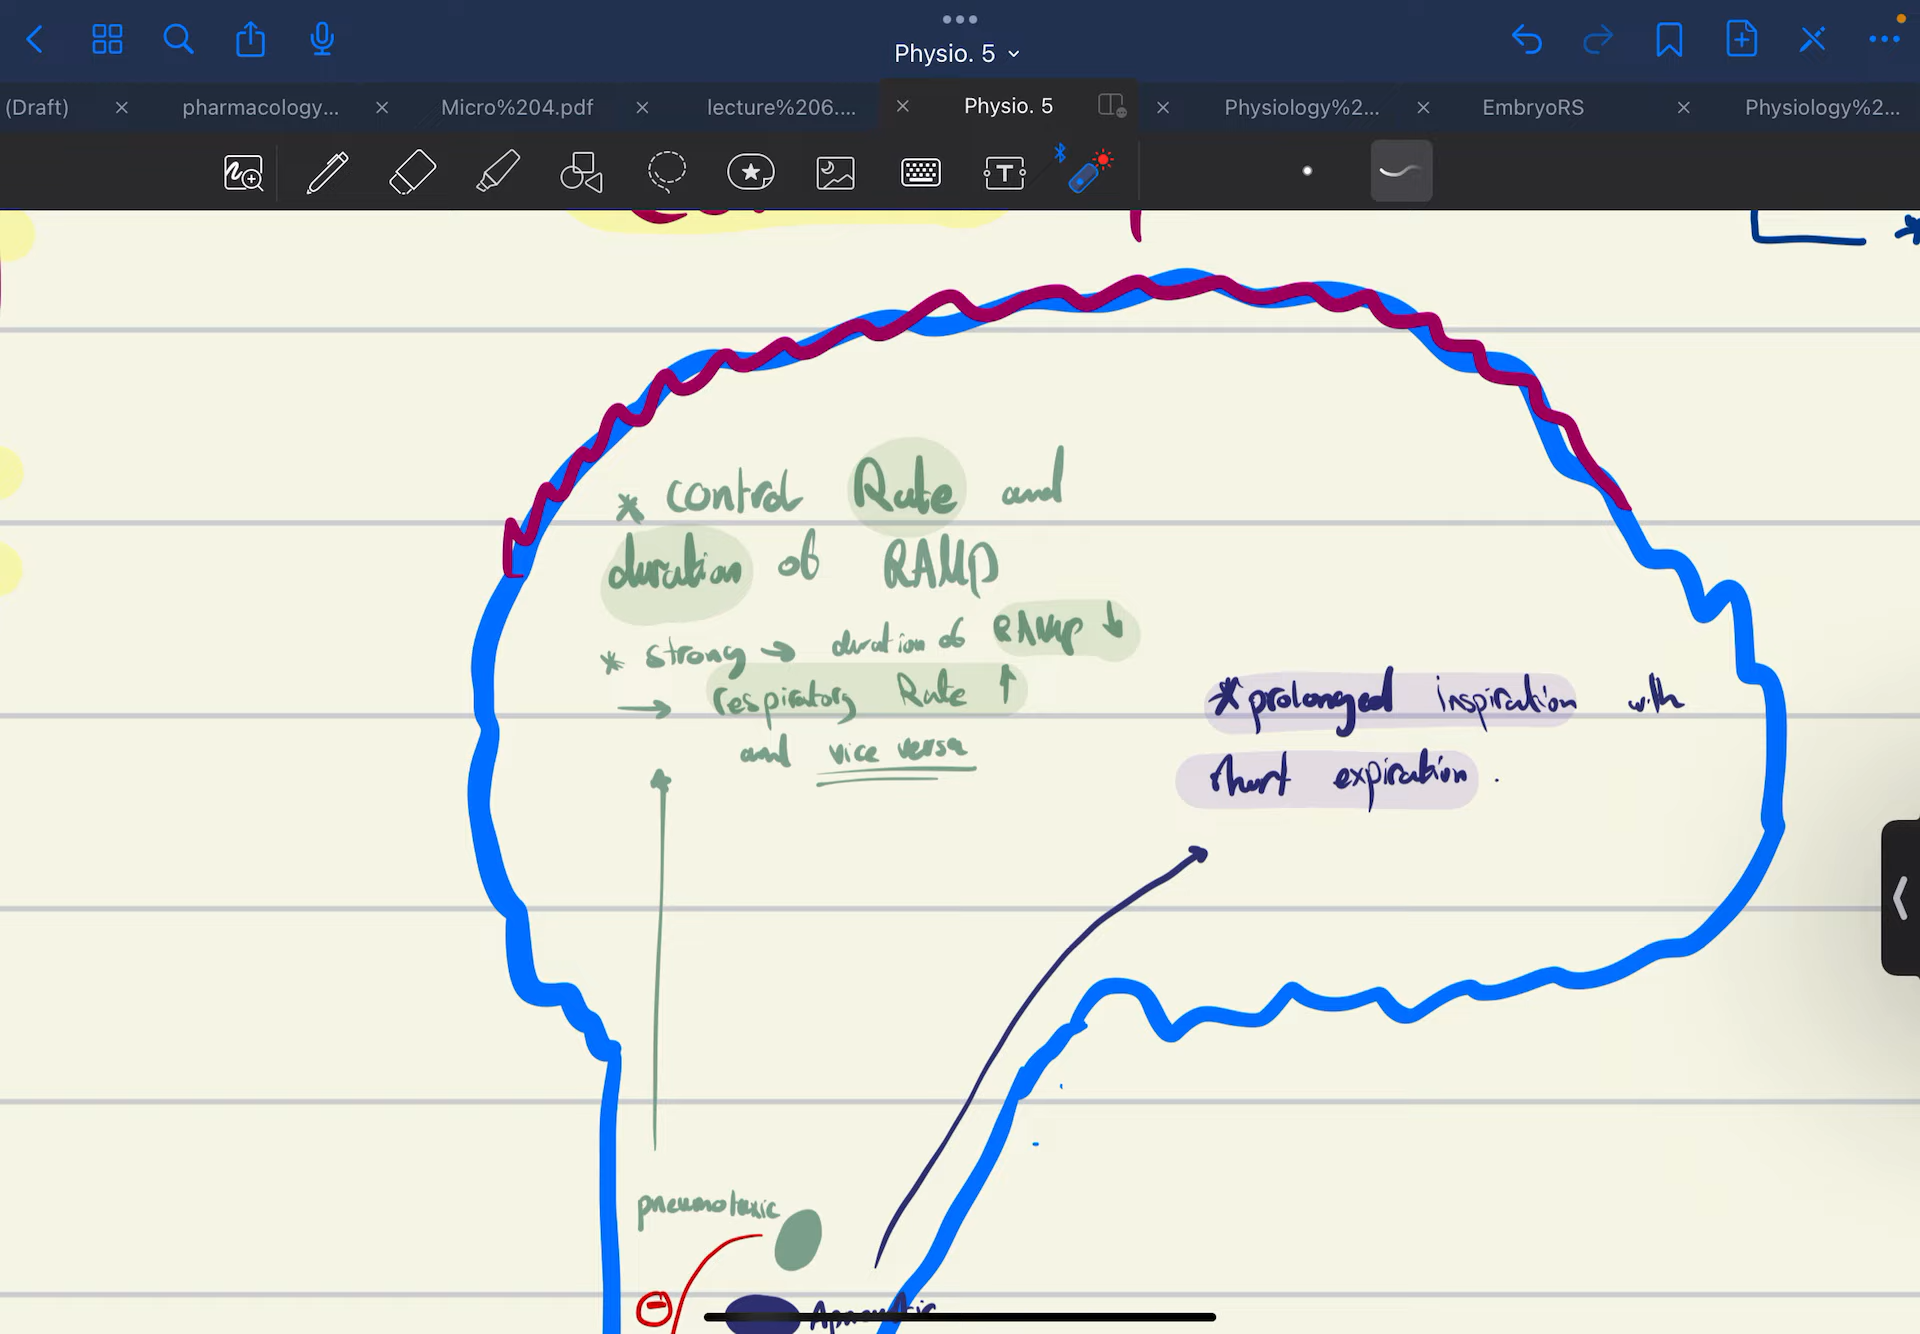 Physio. 5
(Draft)
pharmacology...
Micro%204.pdf
lecture%206....
Physio. 5
Physiology%2...
EmbryoRS
Physiology%2...
* control Rate and
duration of RAMP
* strong → duration of RAMP ↓
→ respiratory Rate ↑
and vice versa
*prolonged inspiration with
short expiration.
pneumotaxic